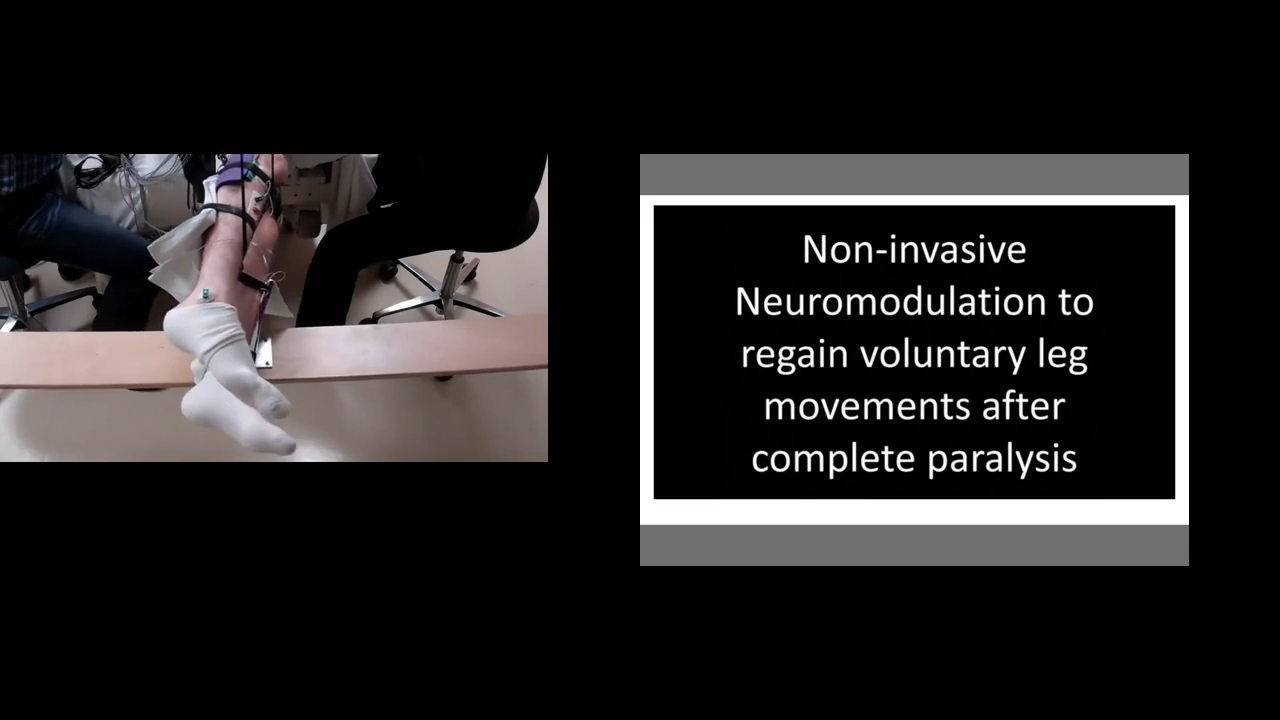 Non-invasive
Neuromodulation to
regain voluntary leg
movements after
complete paralysis